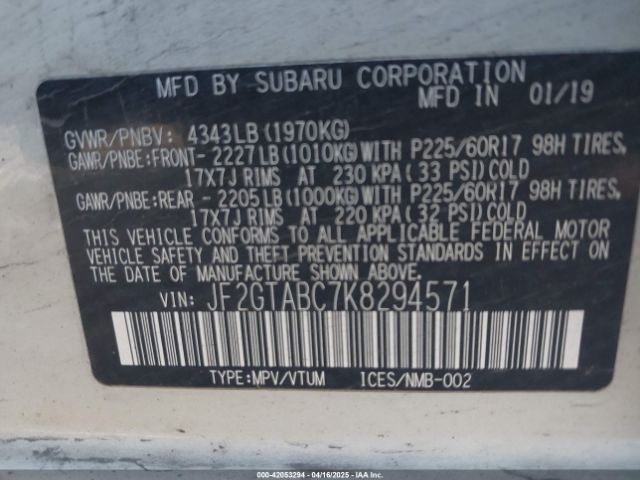 MFD BY SUBARU CORPORATION
MFD IN 01/19
GVWR/PNBV: 4343LB(1970KG)
GAWR/PNBE:FRONT-2227LB(1010KG)WITH P225/60R17 98H TIRES,
17X7J RIMS AT 230 KPA(33 PSI)COLD
GAWR/PNBE:REAR -2205LB(1000KG)WITH P225/60R17 98H TIRES,
17X7J RIMS AT 220 KPA(32 PSI)COLD
THIS VEHICLE CONFORMS TO ALL APPLICABLE FEDERAL MOTOR
VEHICLE SAFETY AND THEFT PREVENTION STANDARDS IN EFFECT ON
THE DATE OF MANUFACTURE SHOWN ABOVE.
VIN: JF2GTABC7K8294571
TYPE:MPV/VTUM ICES/NMB-002
000-42053294 - 04/16/2025 - IAAI.COM